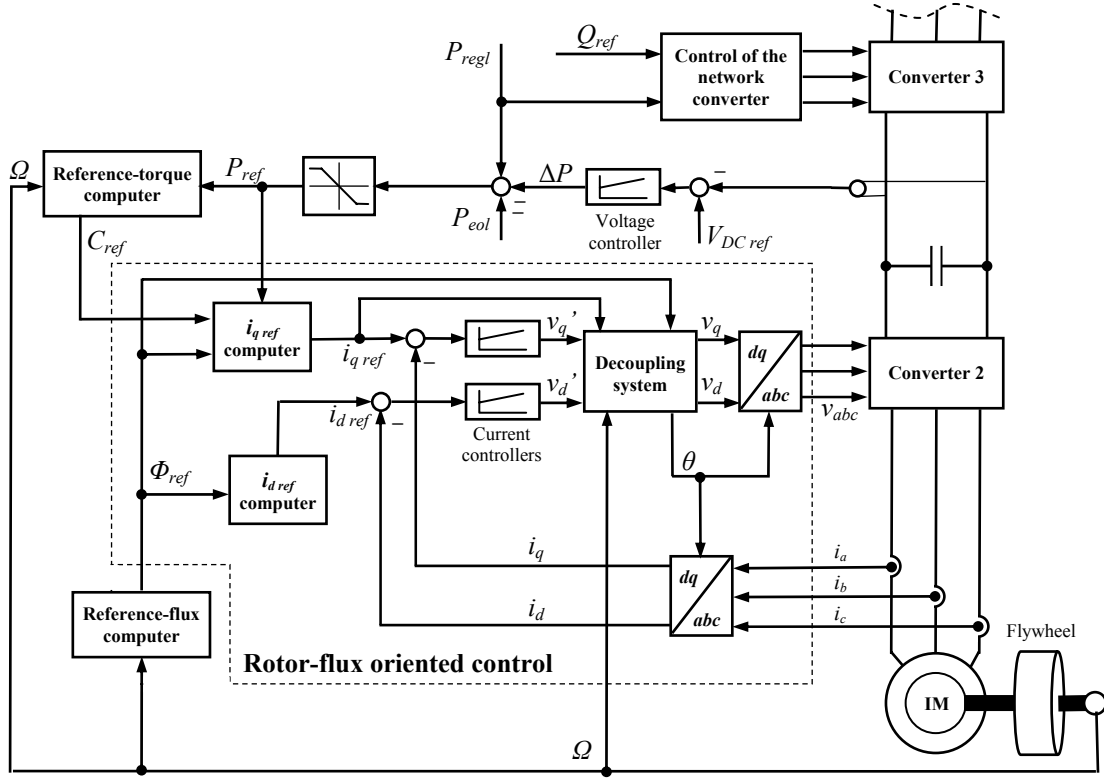 P_regl
Q_ref
Control of the
network
converter
Converter 3
Ω
Reference-torque
computer
P_ref
ΔP
−
−
−
P_eol
Voltage
controller
V_DC ref
C_ref
i_q ref
computer
i_q ref
−
v_q’
Decoupling
system
v_q
dq
abc
Converter 2
v_d’
v_d
v_abc
i_d ref
−
Current
controllers
Φ_ref
i_d ref
computer
θ
i_q
dq
abc
i_a
i_b
i_c
i_d
Reference-flux
computer
Rotor-flux oriented control
Flywheel
IM
Ω